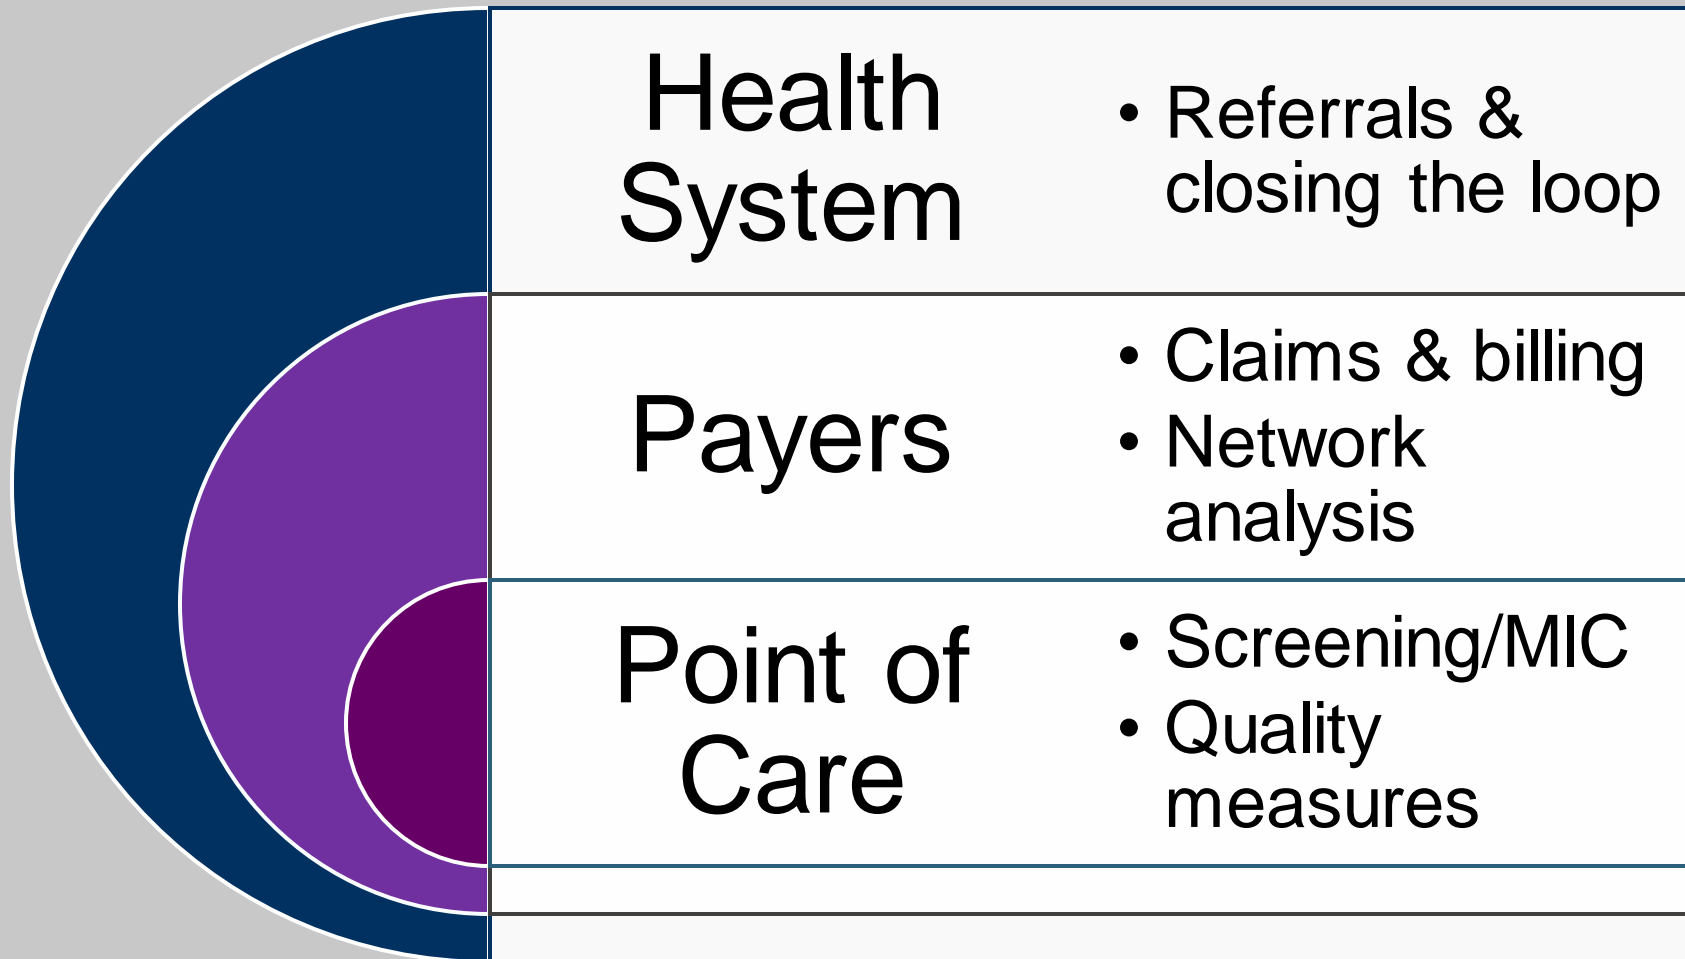 Health
System
• Referrals &
closing the loop
Payers
• Claims & billing
• Network
analysis
Point of
Care
• Screening/MIC
• Quality
measures